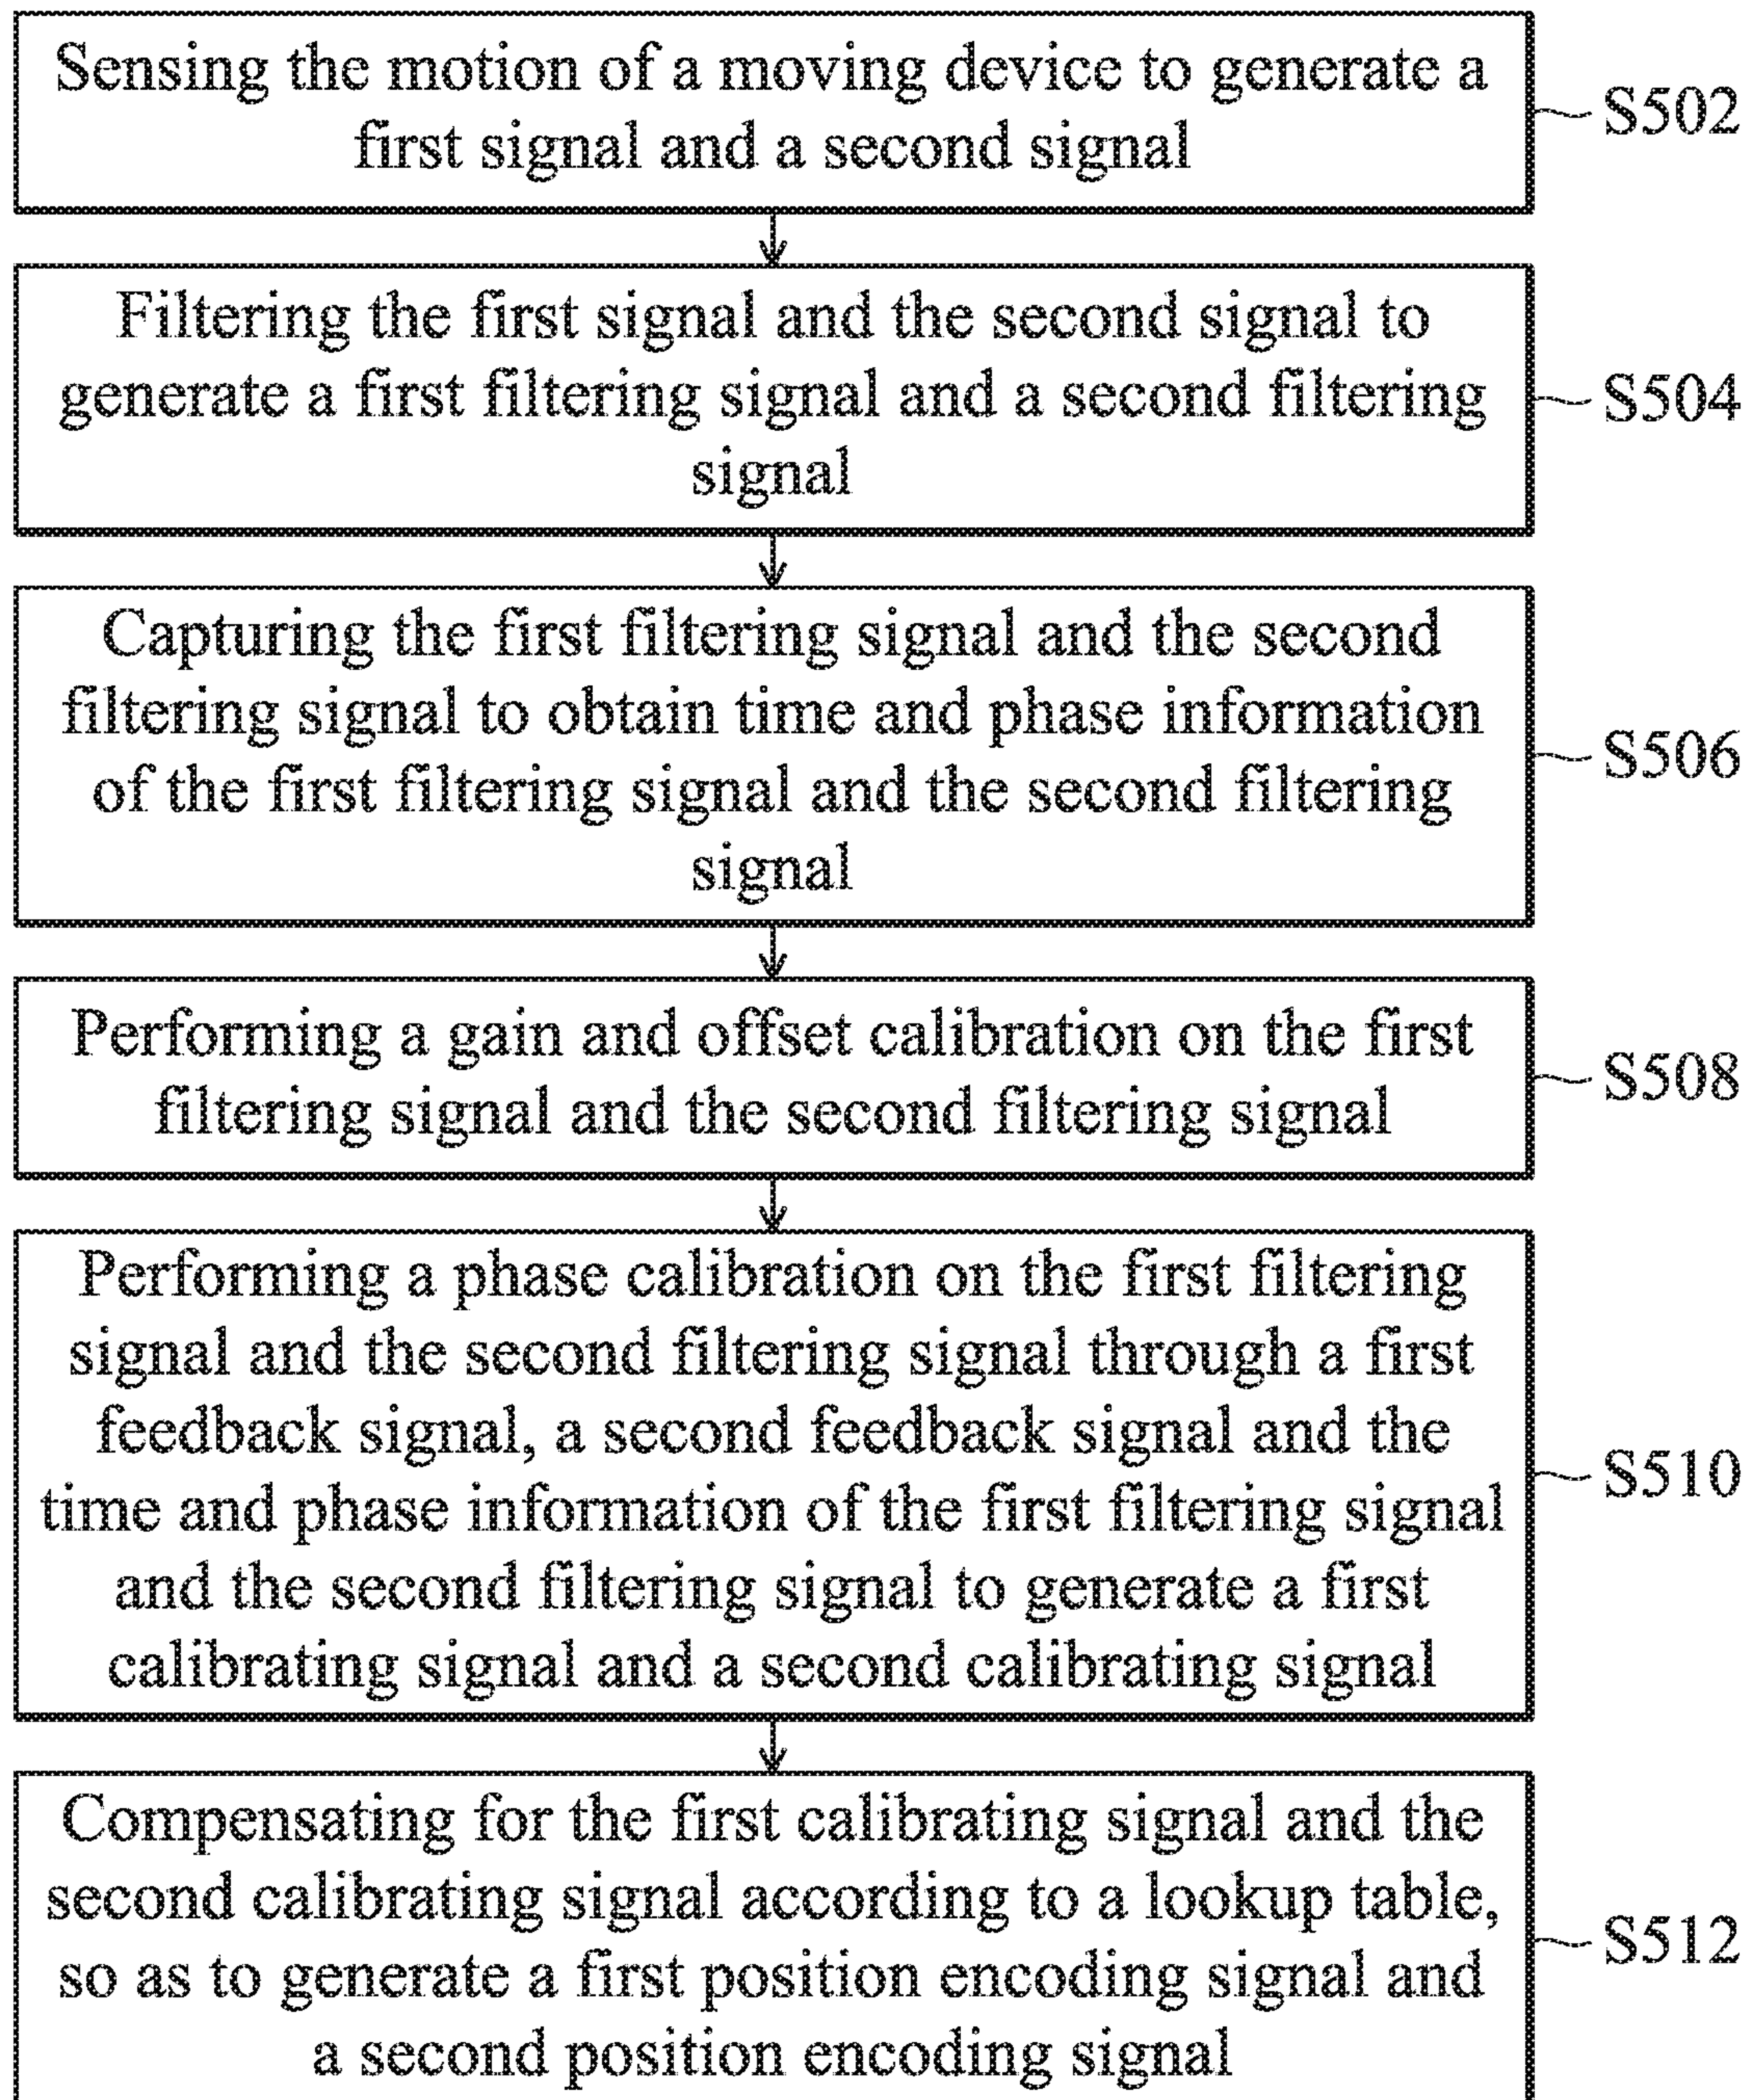 Sensing the motion of a moving device to generate a
first signal and a second signal
S502
Filtering the first signal and the second signal to
generate a first filtering signal and a second filtering
signal
S504
Capturing the first filtering signal and the second
filtering signal to obtain time and phase information
of the first filtering signal and the second filtering
signal
S506
Performing a gain and offset calibration on the first
filtering signal and the second filtering signal
S508
Performing a phase calibration on the first filtering
signal and the second filtering signal through a first
feedback signal, a second feedback signal and the
time and phase information of the first filtering signal
and the second filtering signal to generate a first
calibrating signal and a second calibrating signal
S510
Compensating for the first calibrating signal and the
second calibrating signal according to a lookup table,
so as to generate a first position encoding signal and
a second position encoding signal
S512